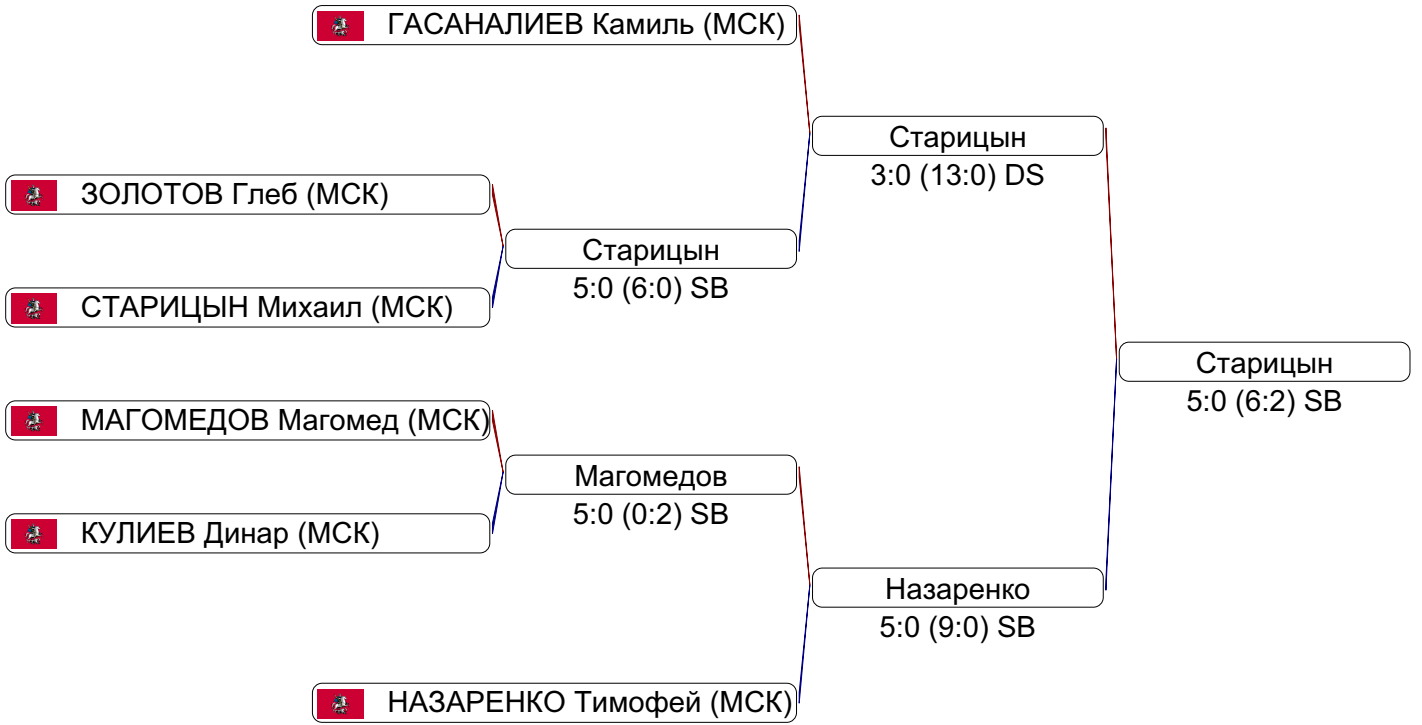 ГАСАНАЛИЕВ Камиль (МСК)
Старицын
3:0 (13:0) DS
ЗОЛОТОВ Глеб (МСК)
Старицын
5:0 (6:0) SB
СТАРИЦЫН Михаил (МСК)
Старицын
5:0 (6:2) SB
МАГОМЕДОВ Магомед (МСК)
Магомедов
5:0 (0:2) SB
КУЛИЕВ Динар (МСК)
Назаренко
5:0 (9:0) SB
НАЗАРЕНКО Тимофей (МСК)